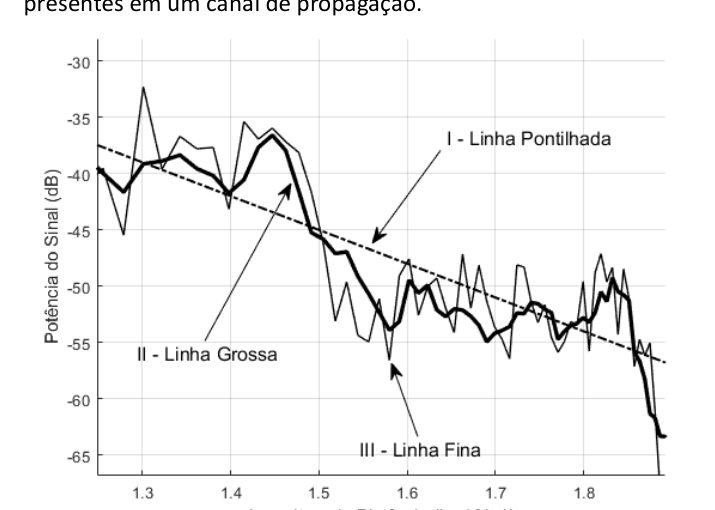 presentes em um canal de propagação.
-30
-35
I - Linha Pontilhada
-40
-45
Potência do Sinal (dB)
-50
-55
II - Linha Grossa
-60
III - Linha Fina
-65
1.3 1.4 1.5 1.6 1.7 1.8